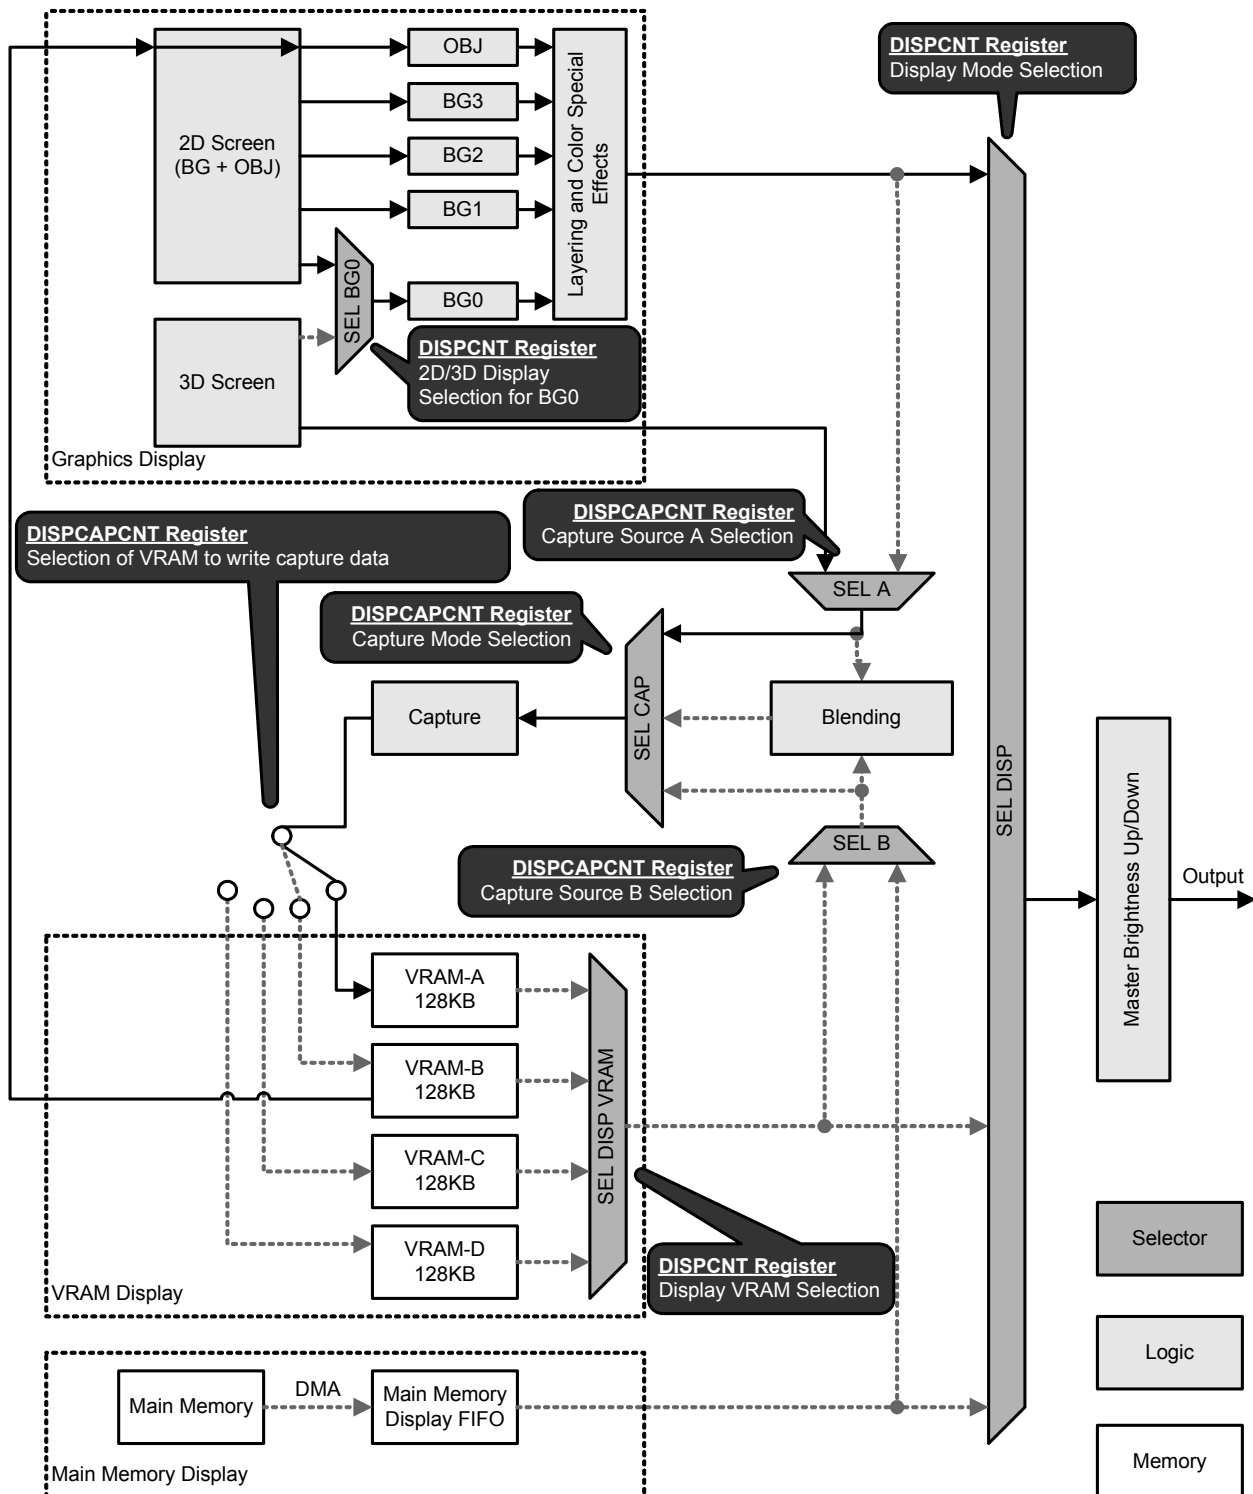 OBJ
BG3
BG2
BG1
BG0
2D Screen
(BG + OBJ)
SEL BG0
3D Screen
Layering and Color Special
Effects
DISPCNT Register
Display Mode Selection
DISPCNT Register
2D/3D Display
Selection for BG0
Graphics Display
DISPCAPCNT Register
Capture Source A Selection
DISPCAPCNT Register
Selection of VRAM to write capture data
SEL A
DISPCAPCNT Register
Capture Mode Selection
SEL CAP
Capture
Blending
SEL DISP
SEL B
DISPCAPCNT Register
Capture Source B Selection
Master Brightness Up/Down
Output
VRAM-A
128KB
VRAM-B
128KB
VRAM-C
128KB
VRAM-D
128KB
SEL DISP VRAM
DISPCNT Register
Display VRAM Selection
VRAM Display
Selector
Logic
Memory
Main Memory
DMA
Main Memory
Display FIFO
Main Memory Display